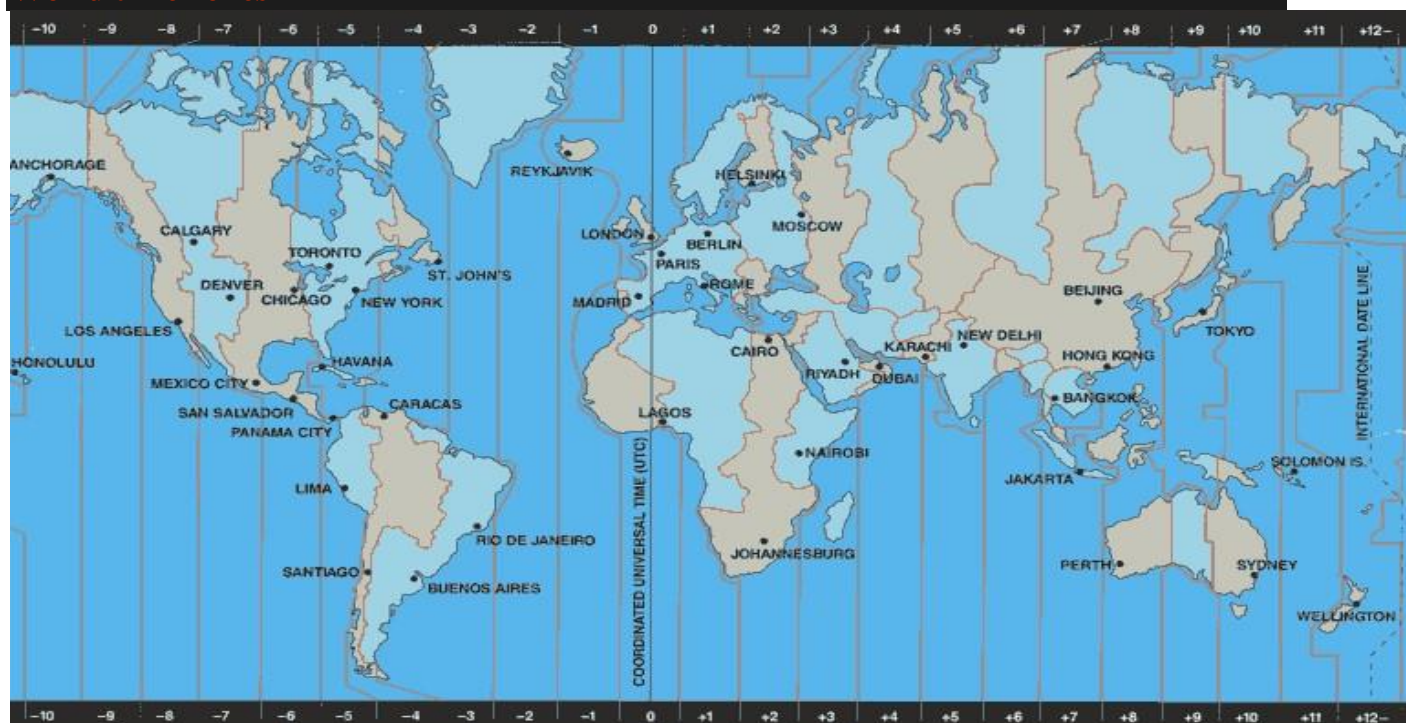 −10 −9 −8 −7 −6 −5 −4 −3 −2 −1 0 +1 +2 +3 +4 +5 +6 +7 +8 +9 +10 +11 +12−
ANCHORAGE
REYKJAVIK
HELSINKI
CALGARY
LONDON
MOSCOW
BERLIN
TORONTO
PARIS
ST. JOHN'S
DENVER
ROME
BEIJING
CHICAGO
NEW YORK
MADRID
LOS ANGELES
TOKYO
NEW DELHI
KARACHI
CAIRO
HONG KONG
HONOLULU
HAVANA
RIYADH
DUBAI
MEXICO CITY
BANGKOK
CARACAS
SAN SALVADOR
LAGOS
PANAMA CITY
INTERNATIONAL DATE LINE
NAIROBI
SOLOMON IS.
JAKARTA
LIMA
COORDINATED UNIVERSAL TIME (UTC)
RIO DE JANEIRO
JOHANNESBURG
PERTH
SYDNEY
SANTIAGO
BUENOS AIRES
WELLINGTON
−10 −9 −8 −7 −6 −5 −4 −3 −2 −1 0 +1 +2 +3 +4 +5 +6 +7 +8 +9 +10 +11 +12−